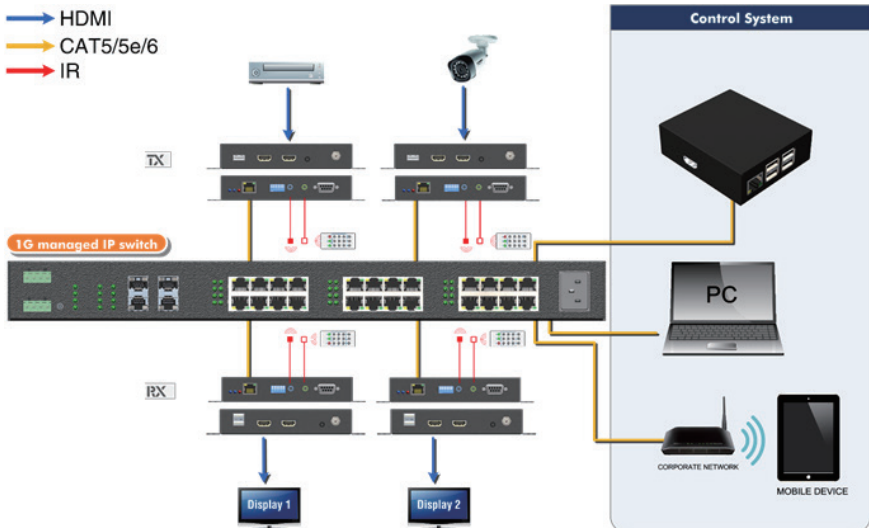 HDMI
CAT5/5e/6
IR
Control System
TX
1G managed IP switch
PC
RX
CORPORATE NETWORK
MOBILE DEVICE
Display 1
Display 2